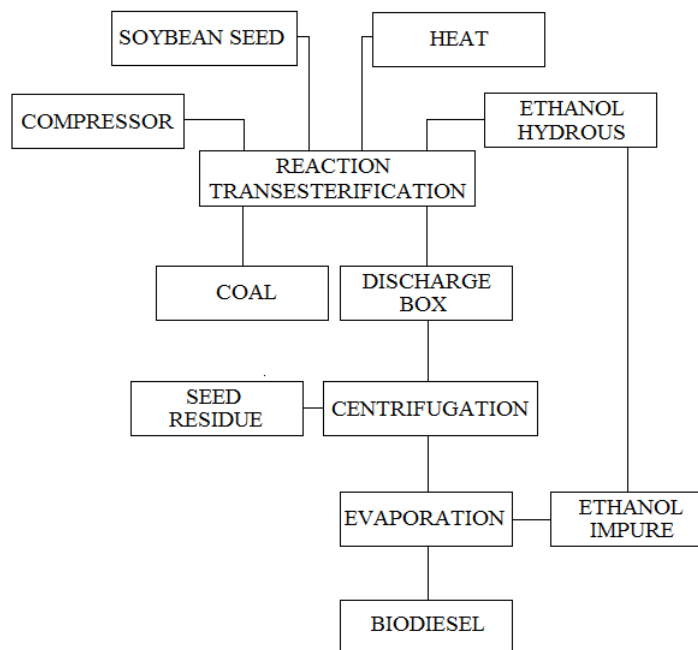 SOYBEAN SEED
HEAT
COMPRESSOR
ETHANOL
HYDROUS
REACTION
TRANSESTERIFICATION
COAL
DISCHARGE
BOX
SEED
RESIDUE
CENTRIFUGATION
EVAPORATION
ETHANOL
IMPURE
BIODIESEL